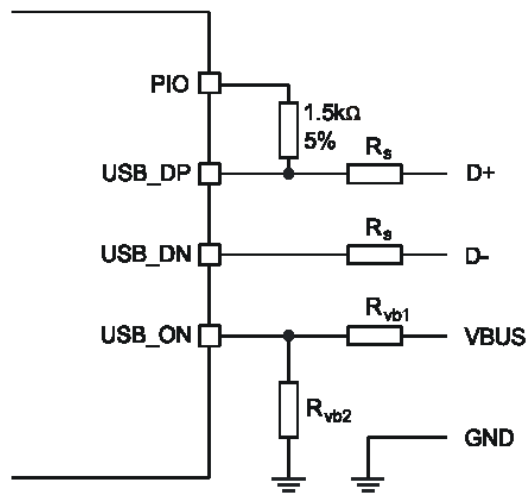 PIO
1.5kΩ
5%
Rs
USB_DP
D+
Rs
USB_DN
D-
Rvb1
USB_ON
VBUS
Rvb2
GND